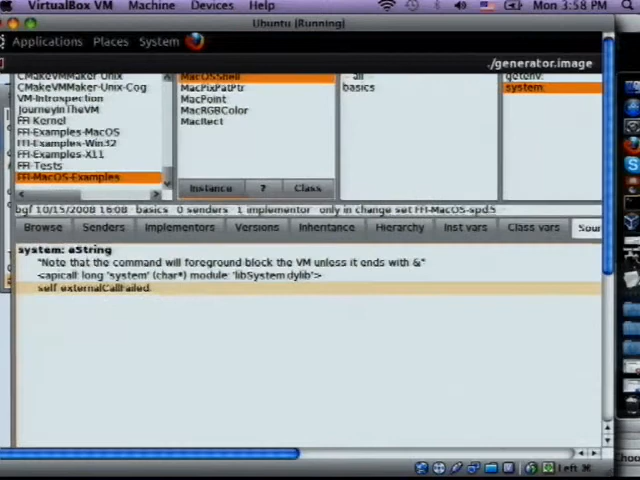 VirtualBox VM Machine Devices Help Mon 3:58 PM
Ubuntu [Running]
Applications Places System
./generator.image
CMakeVMMaker-Unix MacOSShell -- all -- getenv:
CMakeVMMaker-Unix-Cog MacPixPatPtr basics system:
VM-Introspection MacPoint
JourneyInTheVM MacRGBColor
FFI-Kernel MacRect
FFI-Examples-MacOS
FFI-Examples-Win32
FFI-Examples-X11
FFI-Tests
FFI-MacOS-Examples
Instance ? Class
bgf 10/15/2008 16:08 basics 0 senders 1 implementor only in change set FFI-MacOS-spd.5
Browse Senders Implementors Versions Inheritance Hierarchy Inst vars Class vars Sour
system: aString
"Note that the command will foreground block the VM unless it ends with &"
<apicall: long 'system' (char*) module: 'libSystem.dylib'>
self externalCallFailed.
Left ⌘
Choo